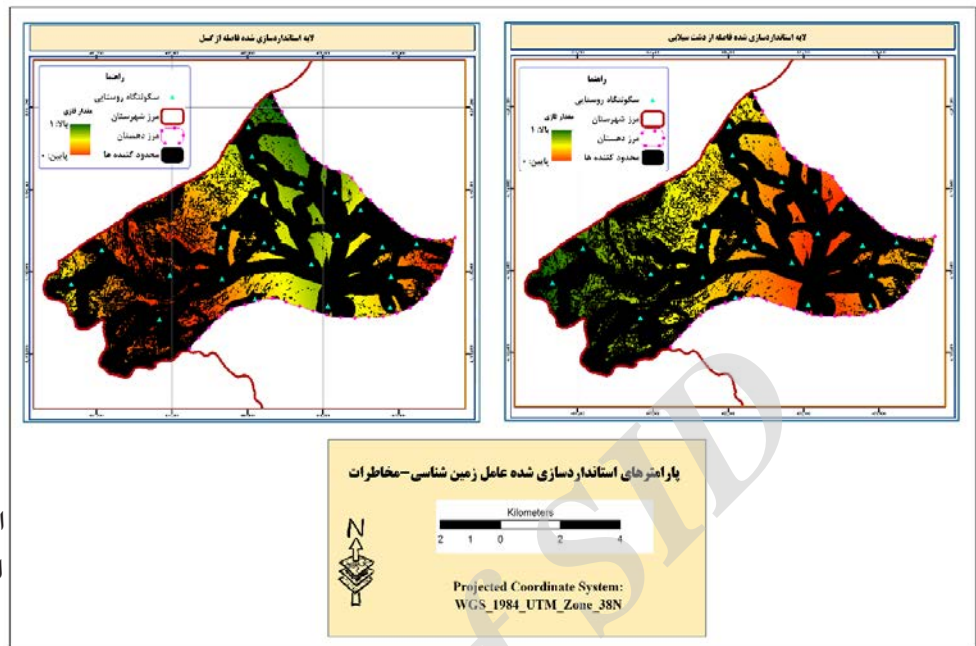 لایه استانداردسازی شده فاصله از گسل
راهنما
سکونتگاه روستایی
مرز شهرستان
مرز دهستان
محدود کننده ها
مقدار فازی
بالا: ۱
پایین: ۰
لایه استانداردسازی شده فاصله از دشت سیلابی
راهنما
سکونتگاه روستایی
مرز شهرستان
مرز دهستان
محدود کننده ها
مقدار فازی
بالا: ۱
پایین: ۰
پارامترهای استانداردسازی شده عامل زمین شناسی-مخاطرات
N
Kilometers
2 1 0 2 4
Projected Coordinate System:
WGS_1984_UTM_Zone_38N
f SID